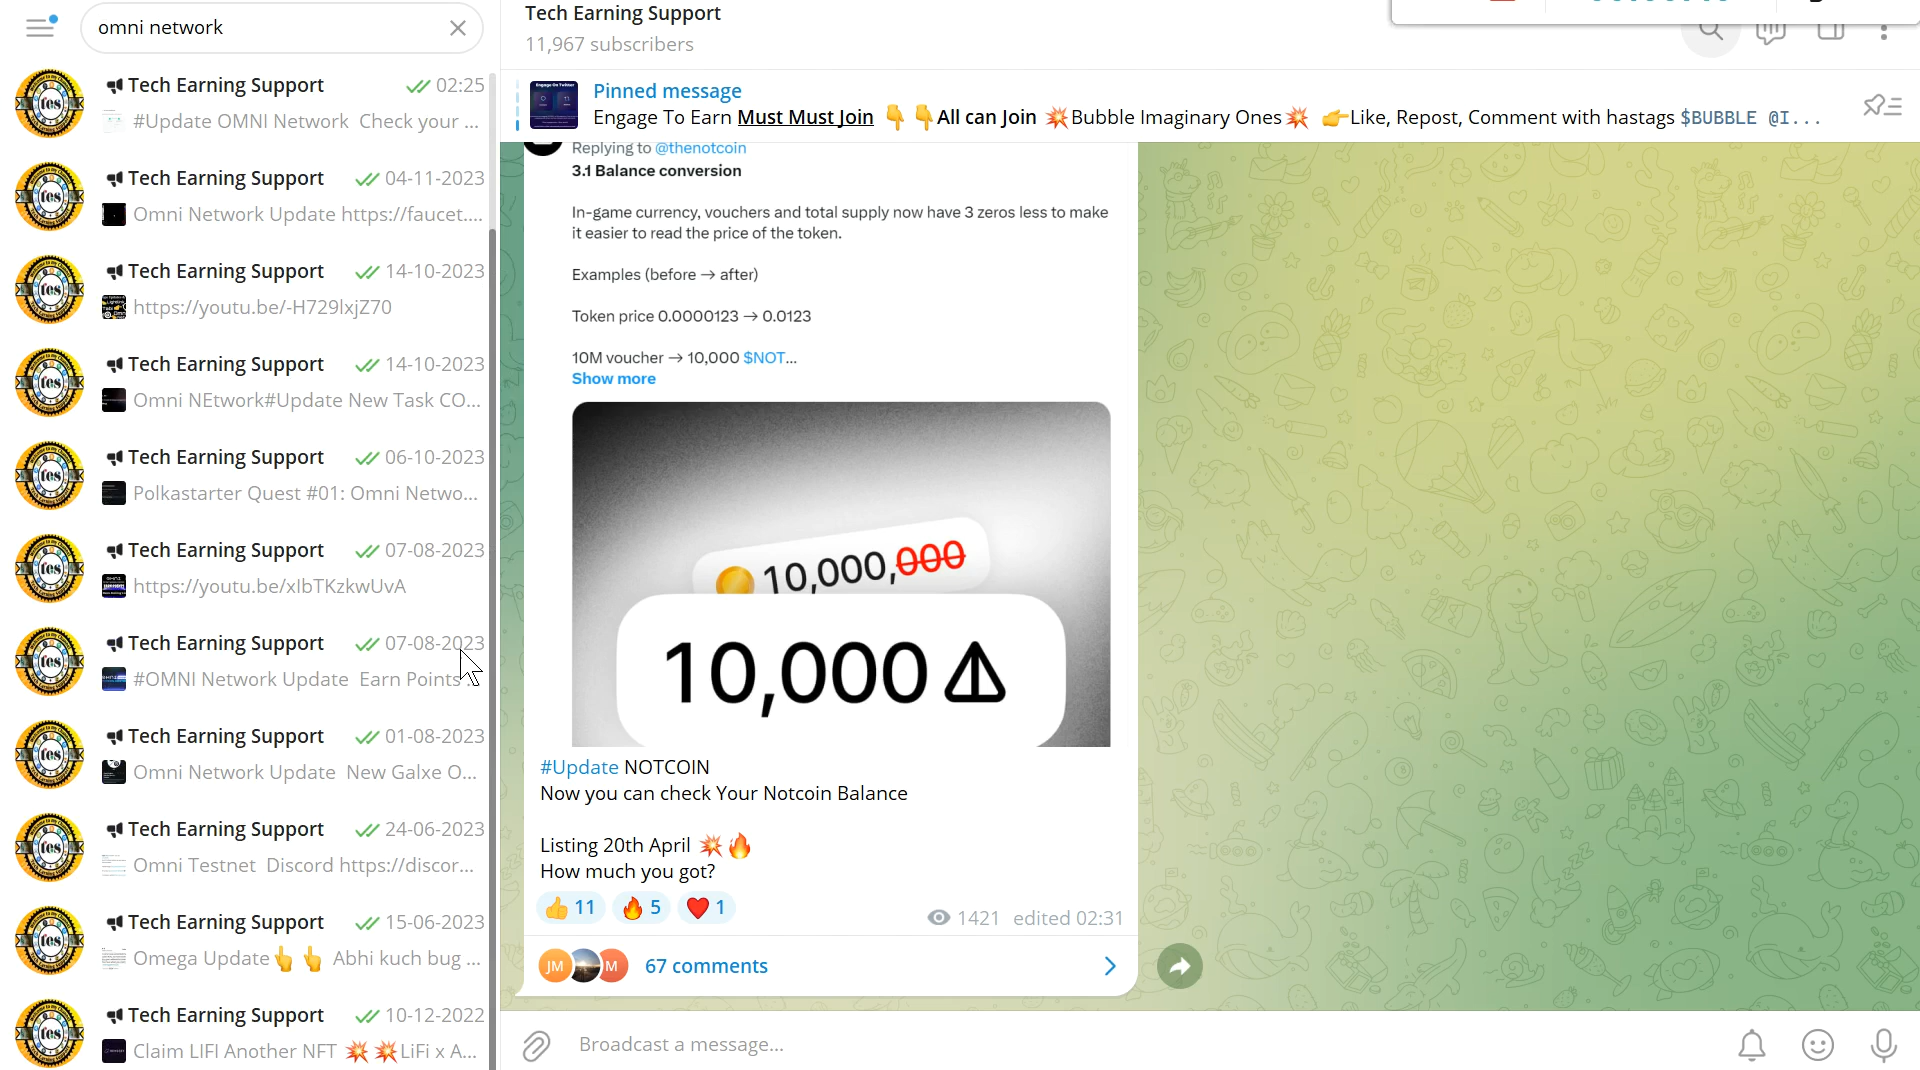 omni network
Tech Earning Support 02:25
#Update OMNI Network Check your ...
Tech Earning Support 04-11-2023
Omni Network Update https://faucet....
Tech Earning Support 14-10-2023
https://youtu.be/-H729lxjZ70
Tech Earning Support 14-10-2023
Omni NEtwork#Update New Task CO...
Tech Earning Support 06-10-2023
Polkastarter Quest #01: Omni Netwo...
Tech Earning Support 07-08-2023
https://youtu.be/xlbTKzkwUvA
Tech Earning Support 07-08-2023
#OMNI Network Update Earn Points ...
Tech Earning Support 01-08-2023
Omni Network Update New Galxe O...
Tech Earning Support 24-06-2023
Omni Testnet Discord https://discor...
Tech Earning Support 15-06-2023
Omega Update👆👆 Abhi kuch bug ...
Tech Earning Support 10-12-2022
Claim LIFI Another NFT 💥💥LiFi x A...
Tech Earning Support
11,967 subscribers
Pinned message
Engage To Earn Must Must Join 👇👇All can Join 💥Bubble Imaginary Ones💥 👉Like, Repost, Comment with hastags $BUBBLE @I...
Replying to @thenotcoin
3.1 Balance conversion
In-game currency, vouchers and total supply now have 3 zeros less to make
it easier to read the price of the token.
Examples (before → after)
Token price 0.0000123 → 0.0123
10M voucher → 10,000 $NOT...
Show more
10,000,000
10,000
#Update NOTCOIN
Now you can check Your Notcoin Balance
Listing 20th April 💥🔥
How much you got?
👍 11 🔥 5 ❤️ 1
1421 edited 02:31
JM M 67 comments
Broadcast a message...